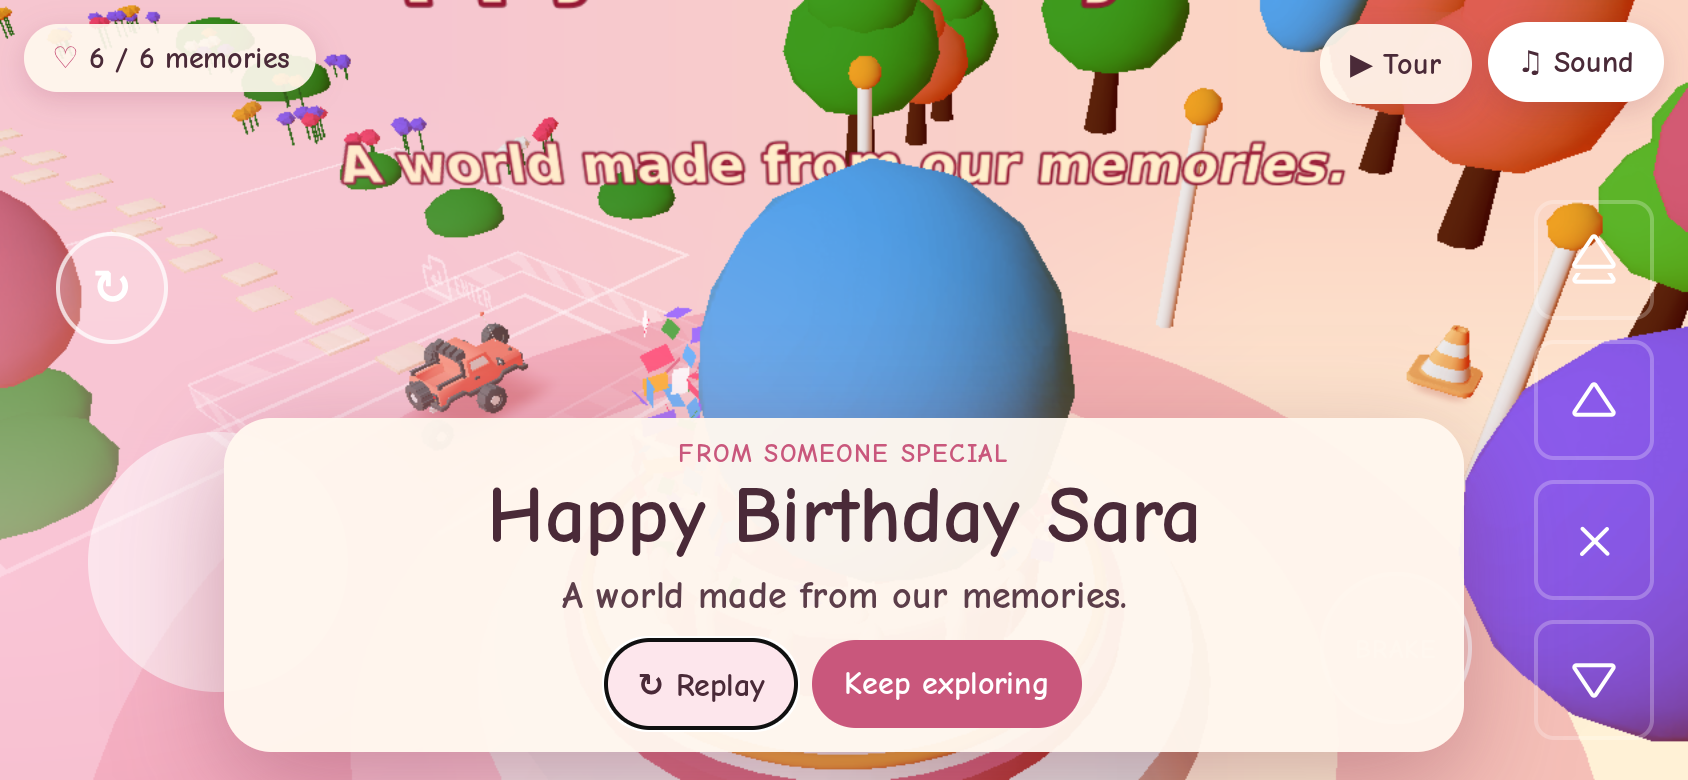 ♡ 6 / 6 memories
▶ Tour
♫ Sound
A world made from our memories.
ENTER
FROM SOMEONE SPECIAL
Happy Birthday Sara
A world made from our memories.
↻ Replay
Keep exploring